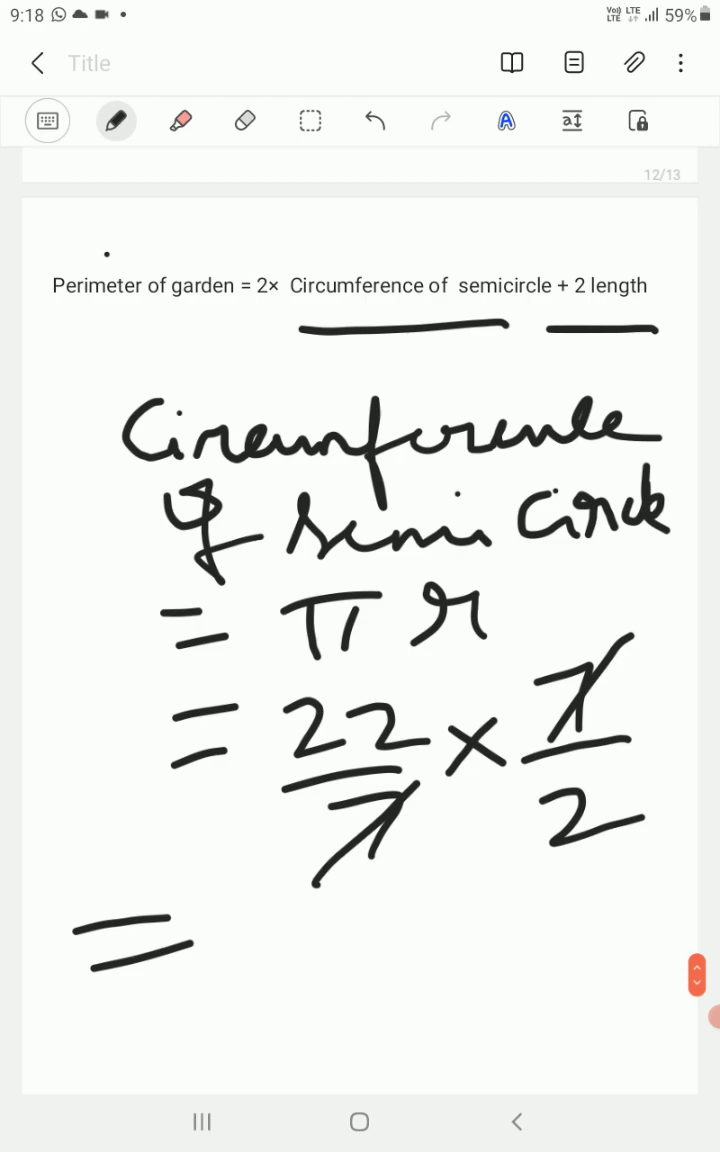 9:18 59%
Title
12/13
Perimeter of garden = 2× Circumference of semicircle + 2 length
Circumference
of semi Circle
= π r
= 22/7 × 7/2
=